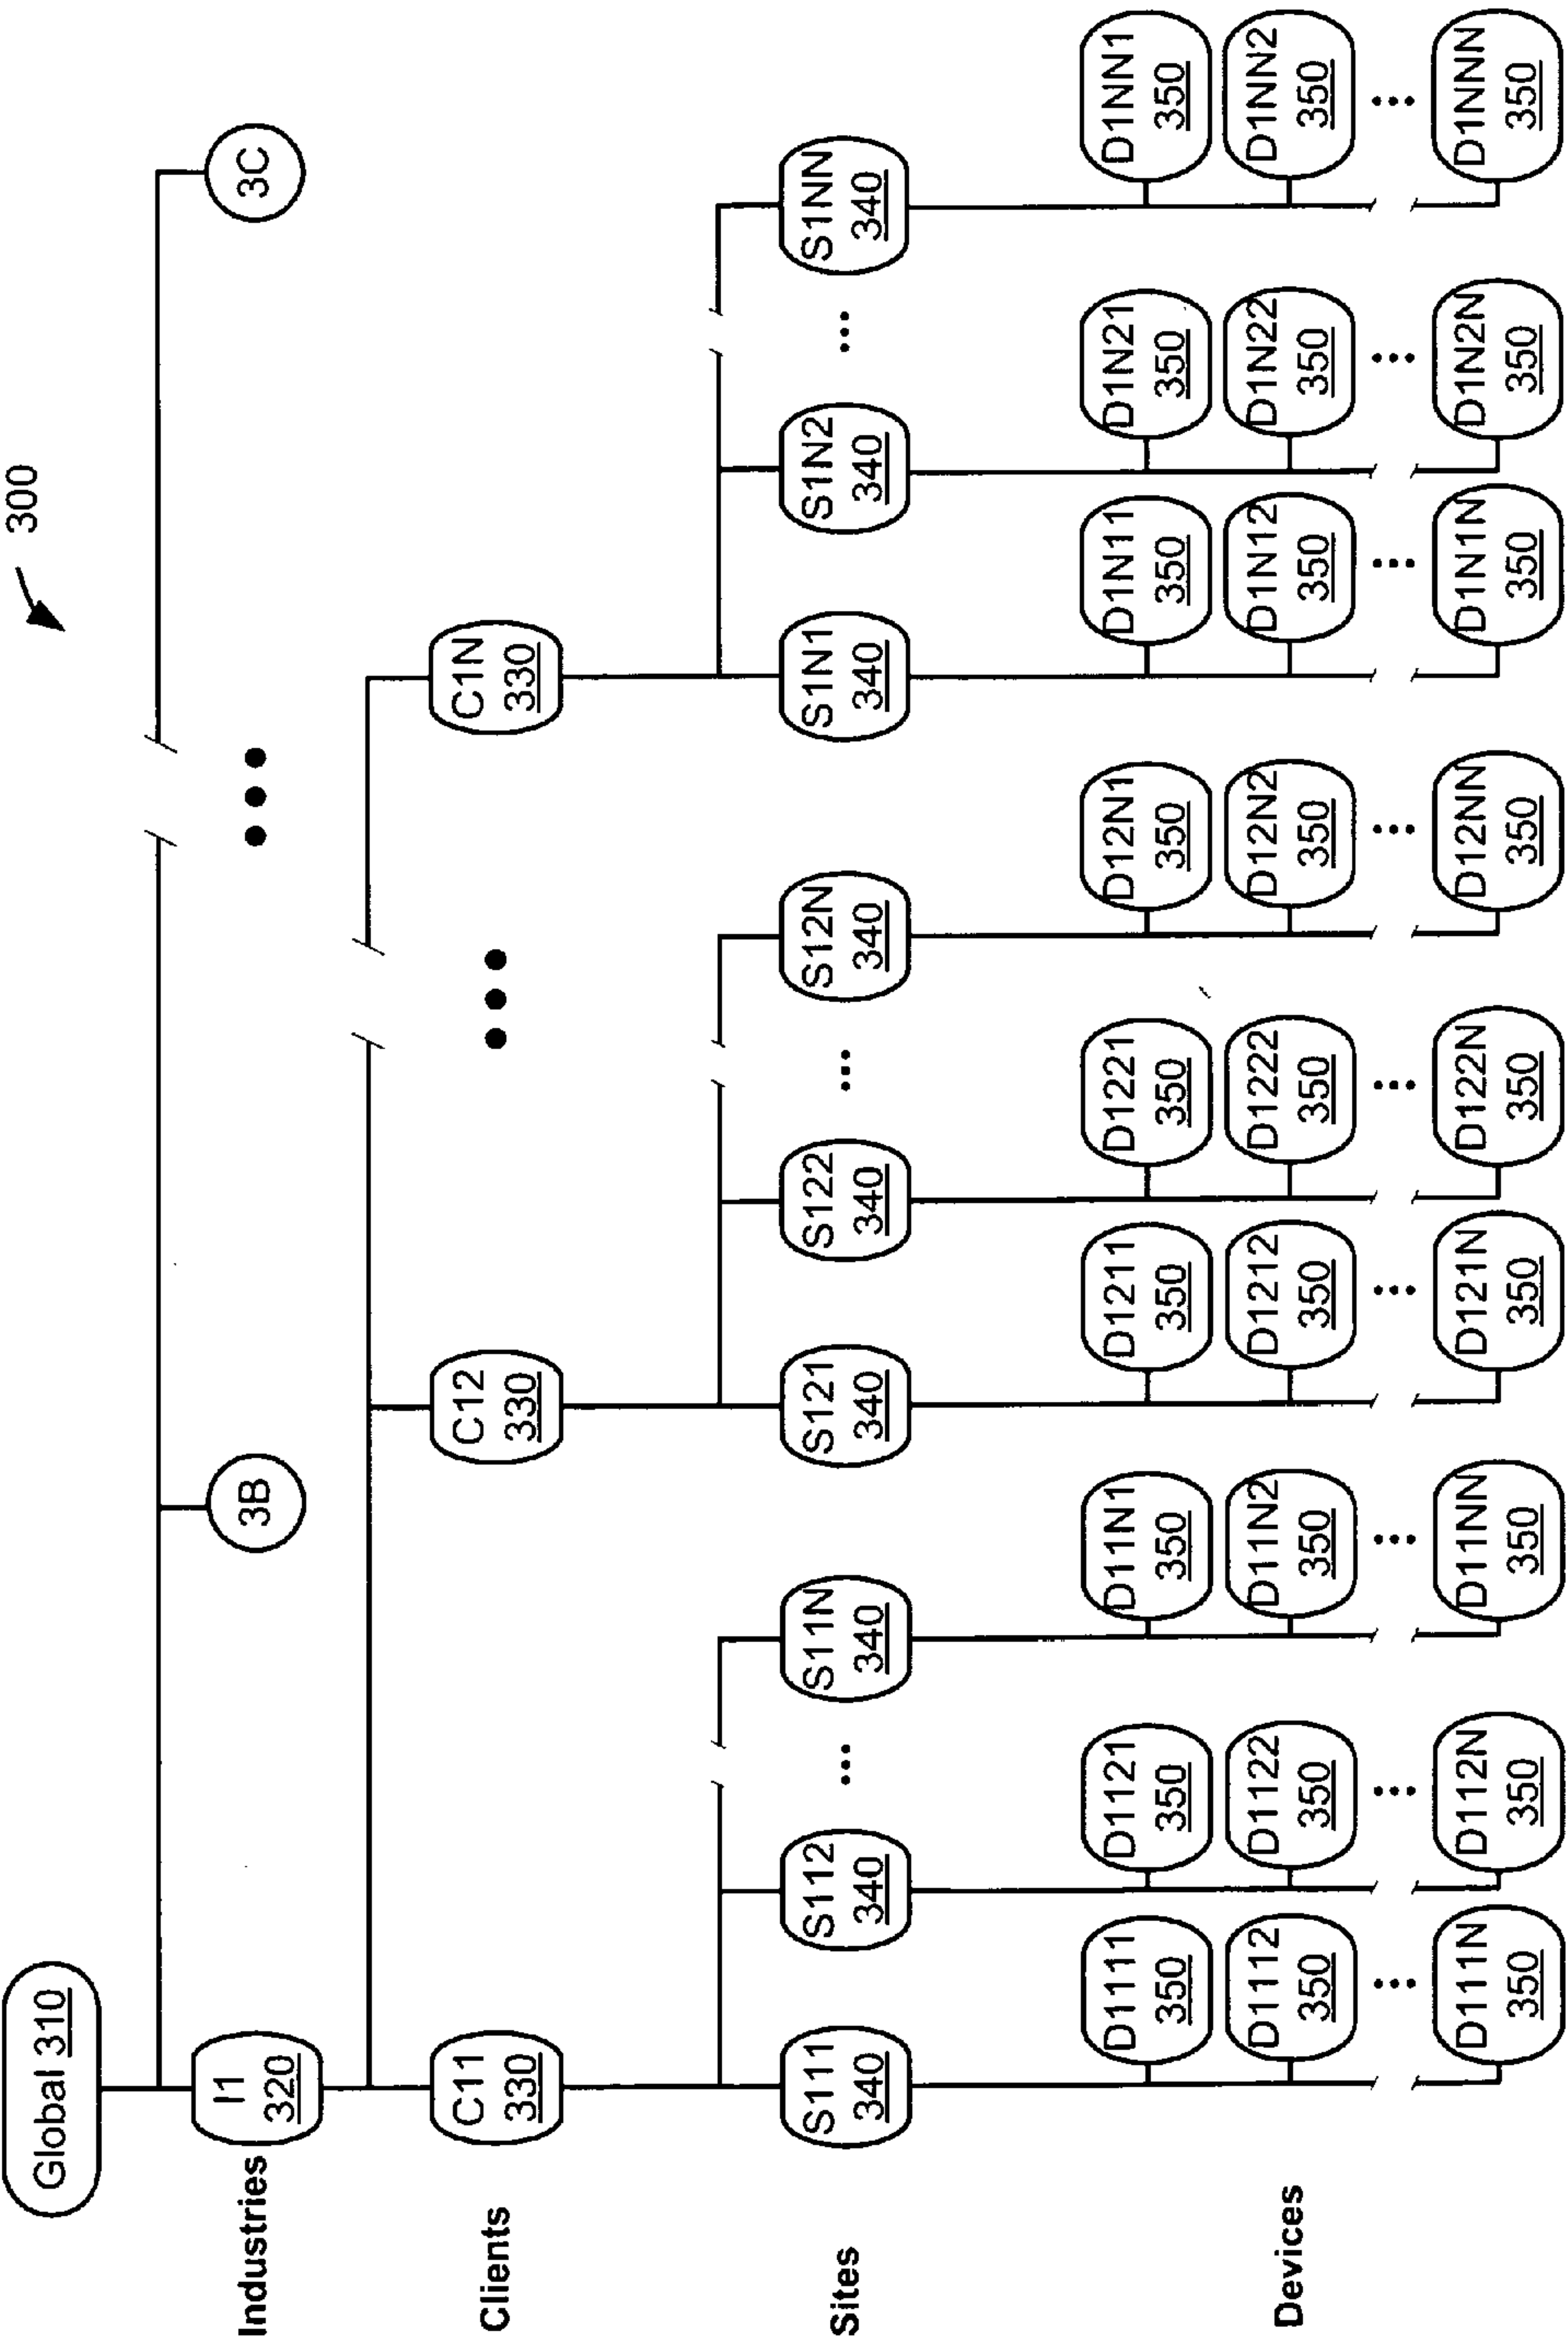 300
Global 310
3B
3C
Industries
I1
320
Clients
C11
330
C12
330
C1N
330
Sites
S111
340
S112
340
S11N
340
S121
340
S122
340
S12N
340
S1N1
340
S1N2
340
S1NN
340
Devices
D1111
350
D1121
350
D11N1
350
D1211
350
D1221
350
D12N1
350
D1N11
350
D1N21
350
D1NN1
350
D1112
350
D1122
350
D11N2
350
D1212
350
D1222
350
D12N2
350
D1N12
350
D1N22
350
D1NN2
350
D111N
350
D112N
350
D11NN
350
D121N
350
D122N
350
D12NN
350
D1N1N
350
D1N2N
350
D1NNN
350